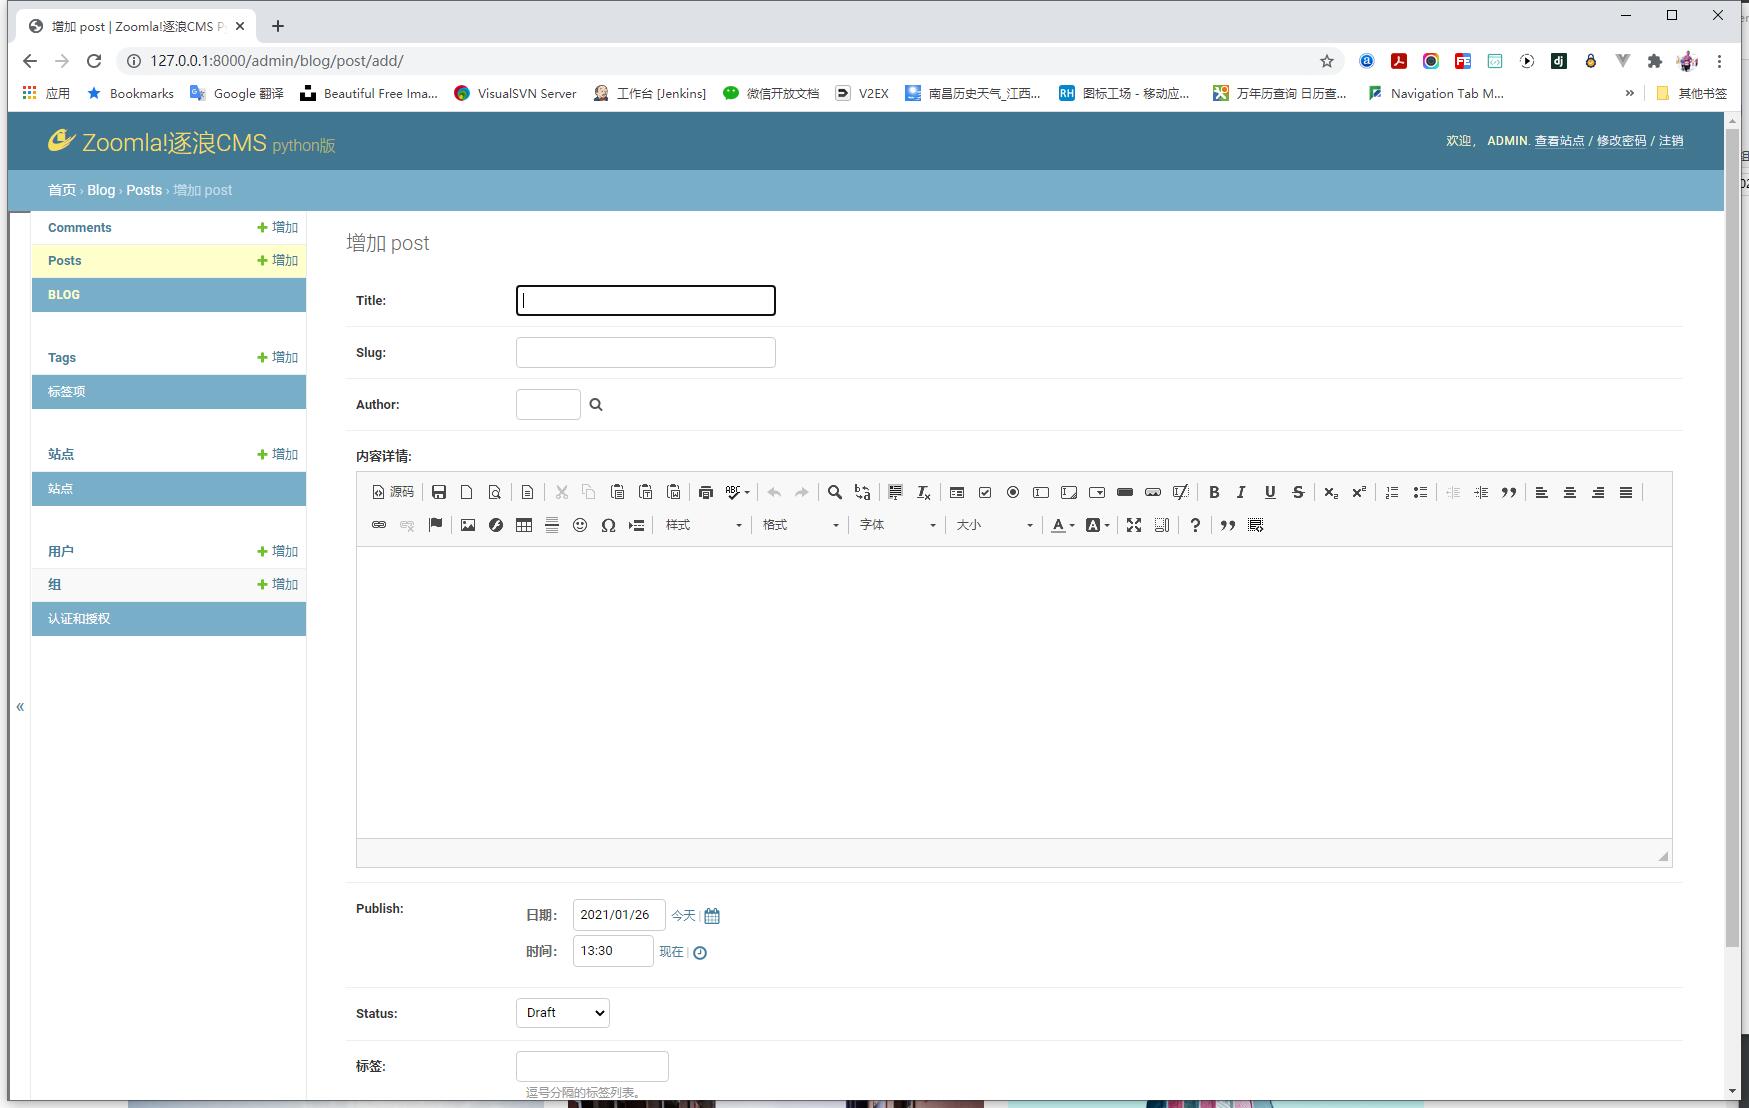 增加 post | Zoomla!逐浪CMS P
127.0.0.1:8000/admin/blog/post/add/
应用 Bookmarks Google 翻译 Beautiful Free Ima... VisualSVN Server 工作台 [Jenkins] 微信开放文档 V2EX 南昌历史天气_江西... 图标工场 - 移动应... 万年历查询 日历查... Navigation Tab M... » 其他书签
Zoomla!逐浪CMS python版
欢迎， ADMIN. 查看站点 / 修改密码 / 注销
首页 › Blog › Posts › 增加 post
Comments 增加
Posts 增加
BLOG
Tags 增加
标签项
站点 增加
站点
用户 增加
组 增加
认证和授权
«
增加 post
Title:
Slug:
Author:
内容详情:
源码
样式 格式 字体 大小
Publish:
日期: 2021/01/26 今天 |
时间: 13:30 现在 |
Status: Draft
标签:
逗号分隔的标签列表。